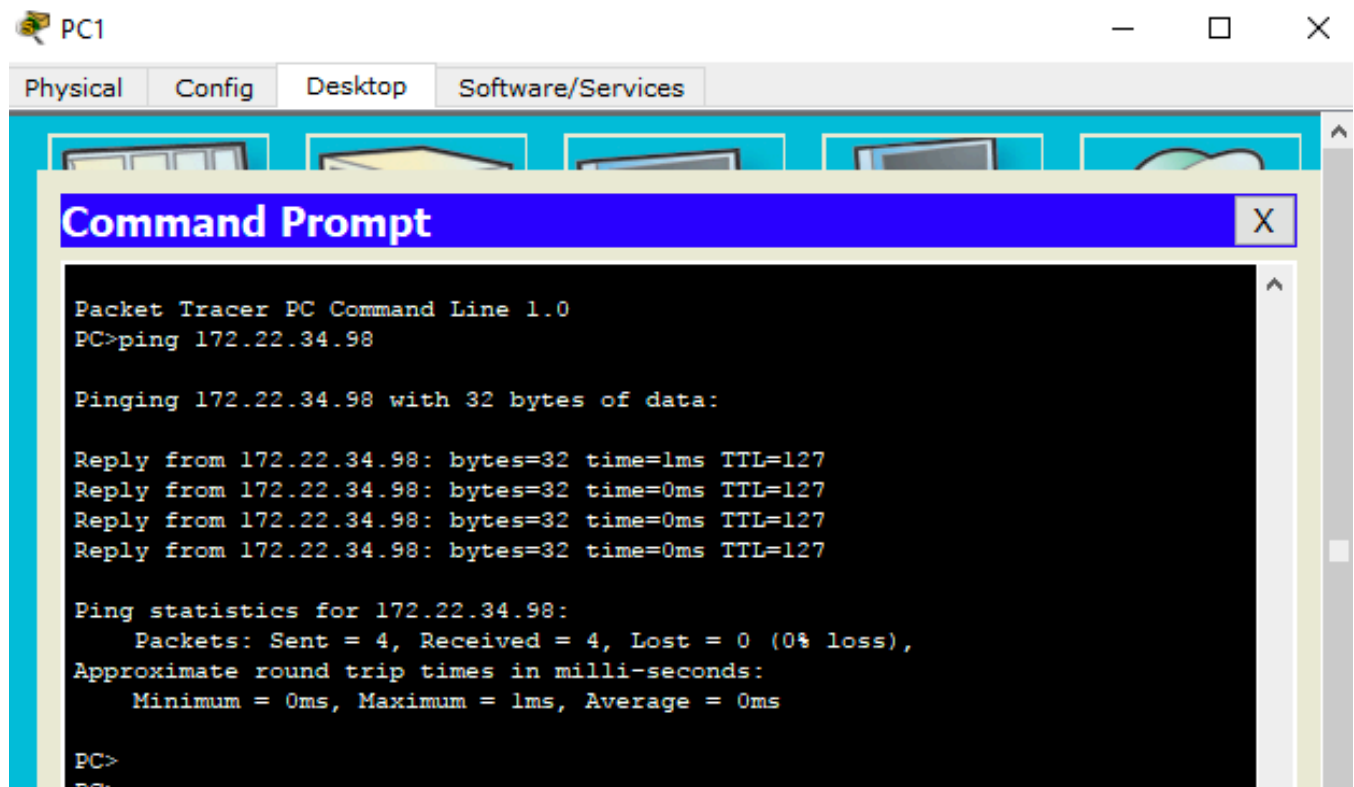 PC1
Physical Config Desktop Software/Services
Command Prompt X
Packet Tracer PC Command Line 1.0
PC>ping 172.22.34.98
Pinging 172.22.34.98 with 32 bytes of data:
Reply from 172.22.34.98: bytes=32 time=1ms TTL=127
Reply from 172.22.34.98: bytes=32 time=0ms TTL=127
Reply from 172.22.34.98: bytes=32 time=0ms TTL=127
Reply from 172.22.34.98: bytes=32 time=0ms TTL=127
Ping statistics for 172.22.34.98:
Packets: Sent = 4, Received = 4, Lost = 0 (0% loss),
Approximate round trip times in milli-seconds:
Minimum = 0ms, Maximum = 1ms, Average = 0ms
PC>
PC>